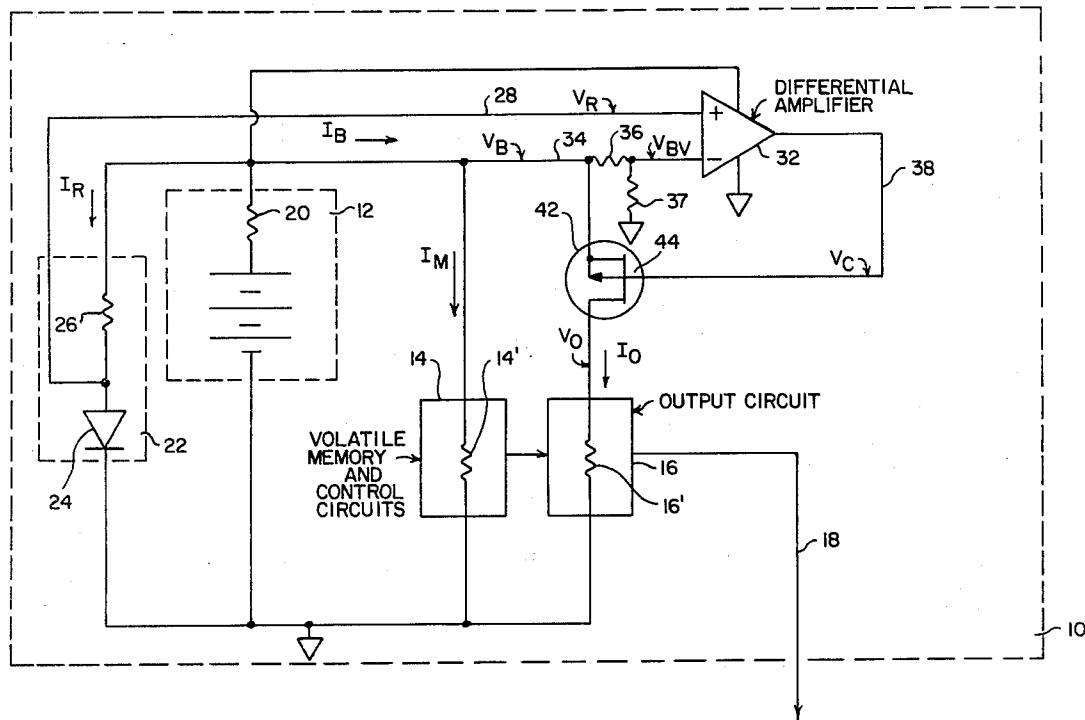 DIFFERENTIAL
AMPLIFIER
28
V_R
+
I_B
V_B
34
36
V_BV
−
32
38
I_R
20
12
37
42
44
V_C
I_M
26
V_O
I_O
14
14'
OUTPUT CIRCUIT
VOLATILE
MEMORY
AND
CONTROL
CIRCUITS
16
16'
22
24
18
10